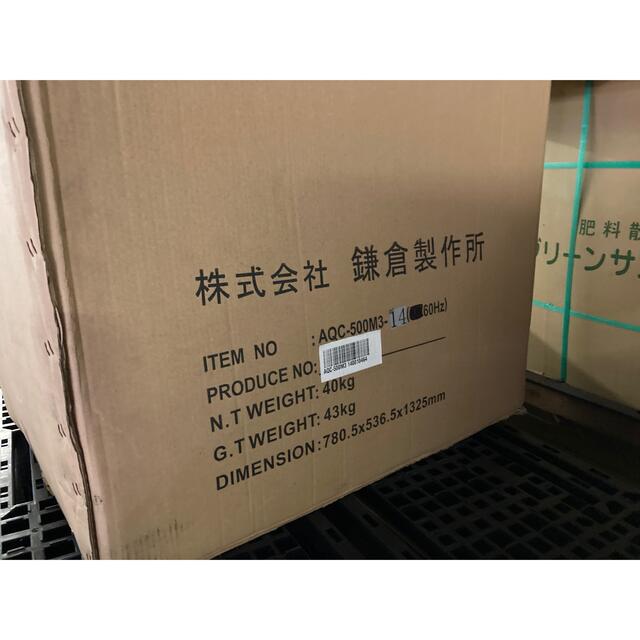 株式会社 鎌倉製作所
ITEM NO : AQC-500M3-14( 60Hz)
PRODUCE NO:
N.T WEIGHT: 40kg
G.T WEIGHT: 43kg
DIMENSION: 780.5x536.5x1325mm
肥料散
グリーンサ